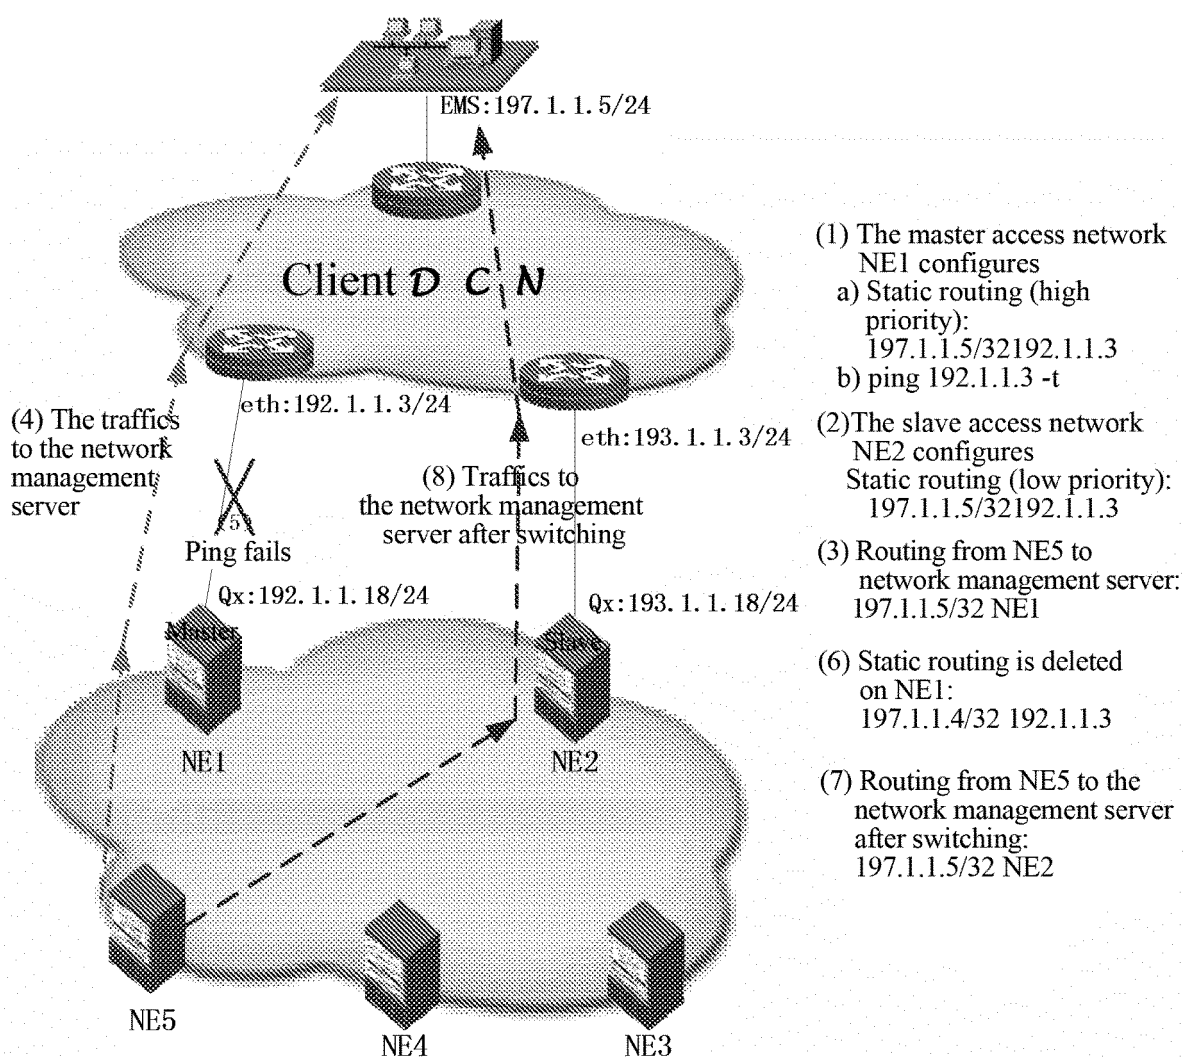 EMS:197.1.1.5/24
Client D C N
eth:192.1.1.3/24
eth:193.1.1.3/24
(4) The traffics
to the network
management
server
(8) Traffics to
the network management
server after switching
(5)
Ping fails
Qx:192.1.1.18/24
Qx:193.1.1.18/24
Master
Slave
NE1
NE2
NE5
NE4
NE3
(1) The master access network
NE1 configures
a) Static routing (high
priority):
197.1.1.5/32192.1.1.3
b) ping 192.1.1.3 -t
(2)The slave access network
NE2 configures
Static routing (low priority):
197.1.1.5/32192.1.1.3
(3) Routing from NE5 to
network management server:
197.1.1.5/32 NE1
(6) Static routing is deleted
on NE1:
197.1.1.4/32 192.1.1.3
(7) Routing from NE5 to the
network management server
after switching:
197.1.1.5/32 NE2